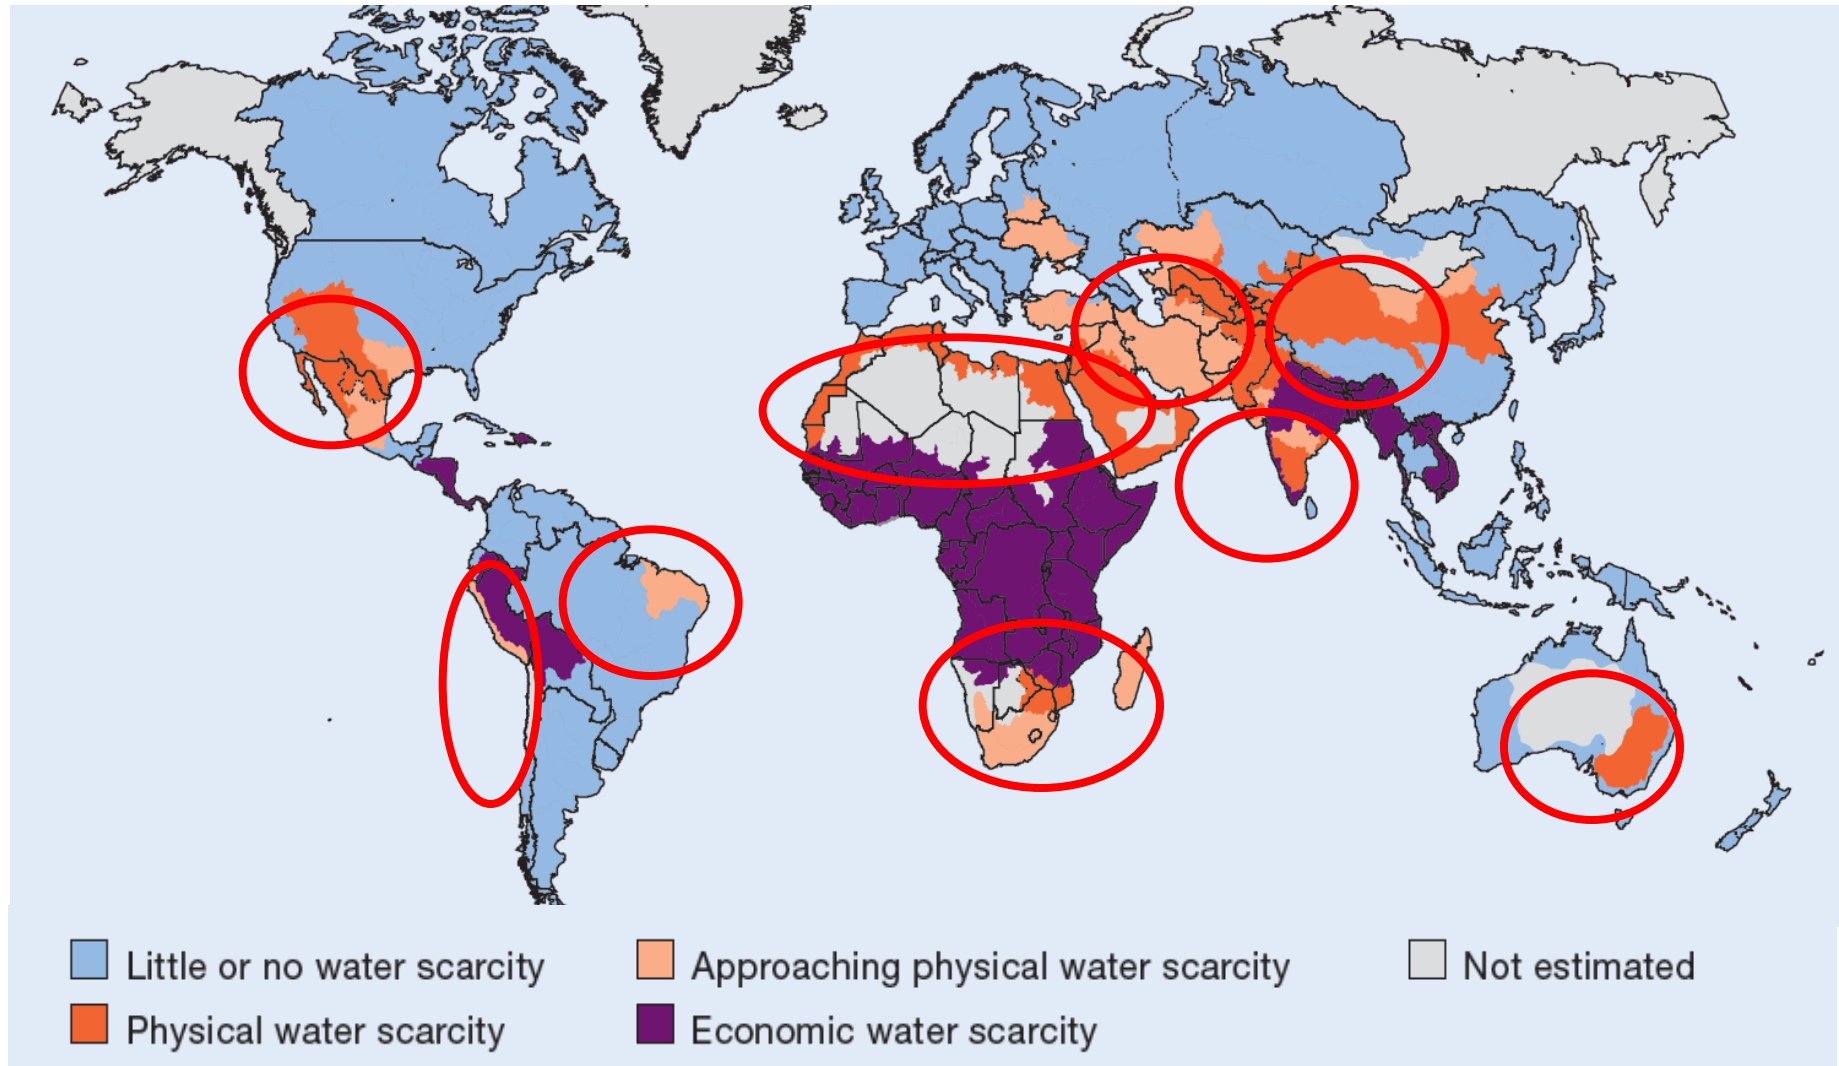 Little or no water scarcity
Approaching physical water scarcity
Not estimated
Physical water scarcity
Economic water scarcity